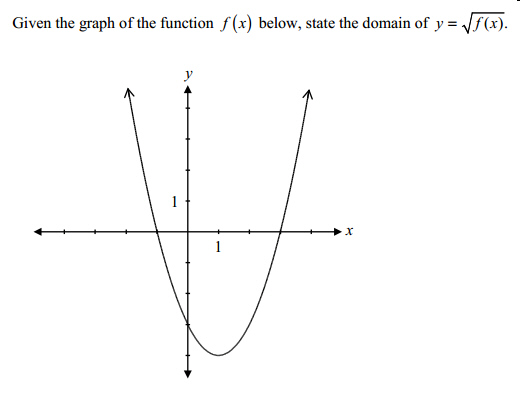 Given the graph of the function f(x) below, state the domain of y = √f(x).
y
1
x
1